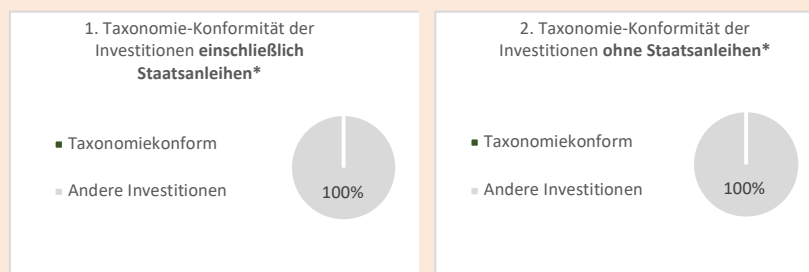 1. Taxonomie-Konformität der
Investitionen einschließlich
Staatsanleihen*
Taxonomiekonform
Andere Investitionen
100%
2. Taxonomie-Konformität der
Investitionen ohne Staatsanleihen*
Taxonomiekonform
Andere Investitionen
100%